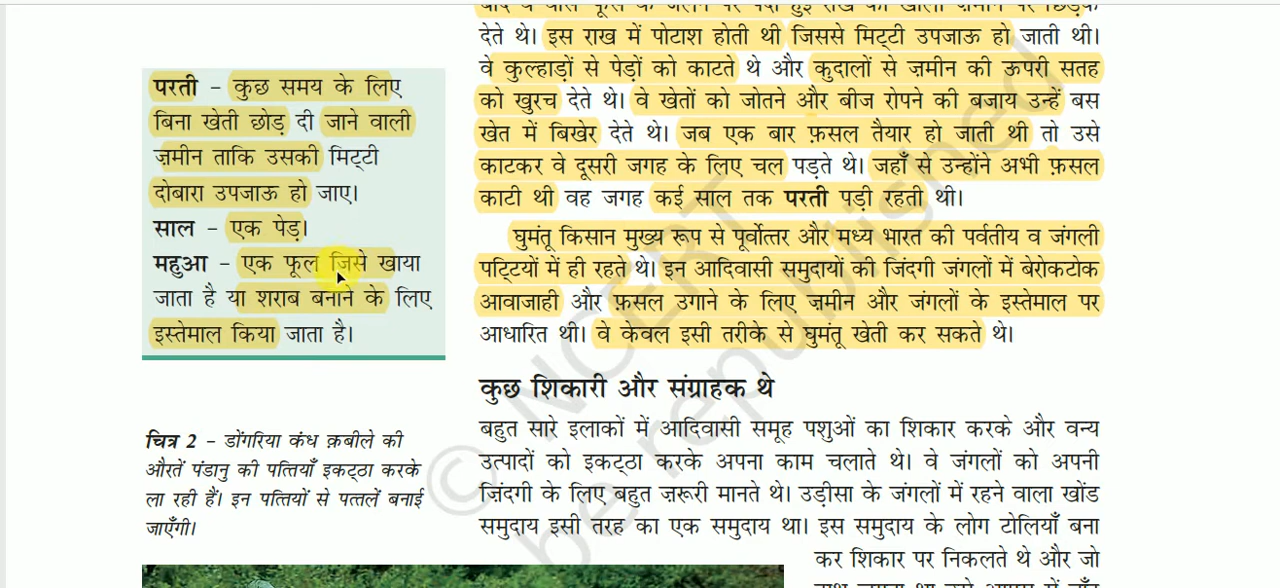 देते थे। इस राख में पोटाश होती थी जिससे मिट्टी उपजाऊ हो जाती थी।
वे कुल्हाड़ों से पेड़ों को काटते थे और कुदालों से ज़मीन की ऊपरी सतह
को खुरच देते थे। वे खेतों को जोतने और बीज रोपने की बजाय उन्हें बस
खेत में बिखेर देते थे। जब एक बार फ़सल तैयार हो जाती थी तो उसे
काटकर वे दूसरी जगह के लिए चल पड़ते थे। जहाँ से उन्होंने अभी फ़सल
काटी थी वह जगह कई साल तक परती पड़ी रहती थी।
घुमंतू किसान मुख्य रूप से पूर्वोत्तर और मध्य भारत की पर्वतीय व जंगली
पट्टियों में ही रहते थे। इन आदिवासी समुदायों की जिंदगी जंगलों में बेरोकटोक
आवाजाही और फ़सल उगाने के लिए ज़मीन और जंगलों के इस्तेमाल पर
आधारित थी। वे केवल इसी तरीके से घुमंतू खेती कर सकते थे।
परती – कुछ समय के लिए
बिना खेती छोड़ दी जाने वाली
ज़मीन ताकि उसकी मिट्टी
दोबारा उपजाऊ हो जाए।
साल – एक पेड़।
महुआ – एक फूल जिसे खाया
जाता है या शराब बनाने के लिए
इस्तेमाल किया जाता है।
कुछ शिकारी और संग्राहक थे
बहुत सारे इलाकों में आदिवासी समूह पशुओं का शिकार करके और वन्य
उत्पादों को इकट्ठा करके अपना काम चलाते थे। वे जंगलों को अपनी
ज़िंदगी के लिए बहुत ज़रूरी मानते थे। उड़ीसा के जंगलों में रहने वाला खोंड
समुदाय इसी तरह का एक समुदाय था। इस समुदाय के लोग टोलियाँ बना
कर शिकार पर निकलते थे और जो
चित्र 2 – डोंगरिया कंध क़बीले की
औरतें पंडानु की पत्तियाँ इकट्ठा करके
ला रही हैं। इन पत्तियों से पत्तलें बनाई
जाएँगी।
© NCERT
be republished